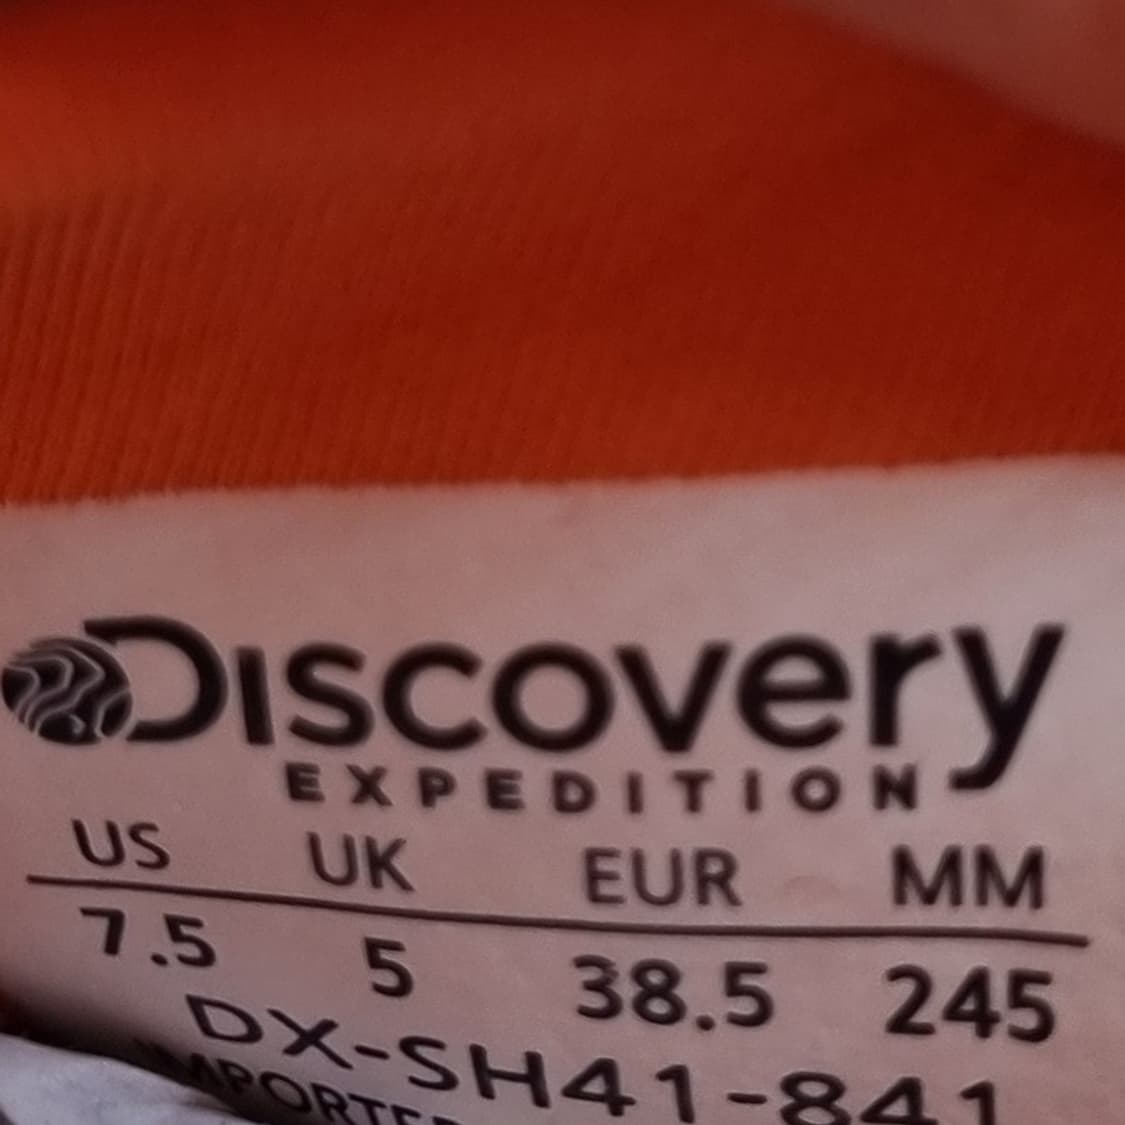 Discovery
EXPEDITION
US UK EUR MM
7.5 5 38.5 245
DX-SH41-841